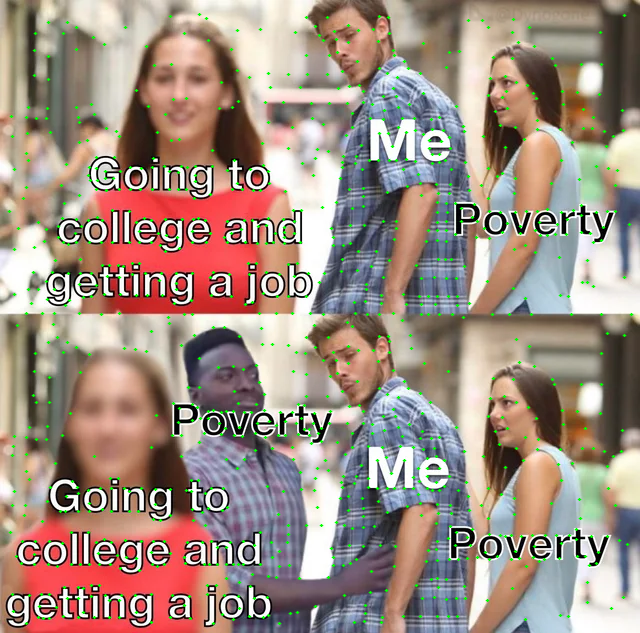 Going to
college and
getting a job
Me
Poverty
Poverty
Going to
college and
getting a job
Me
Poverty